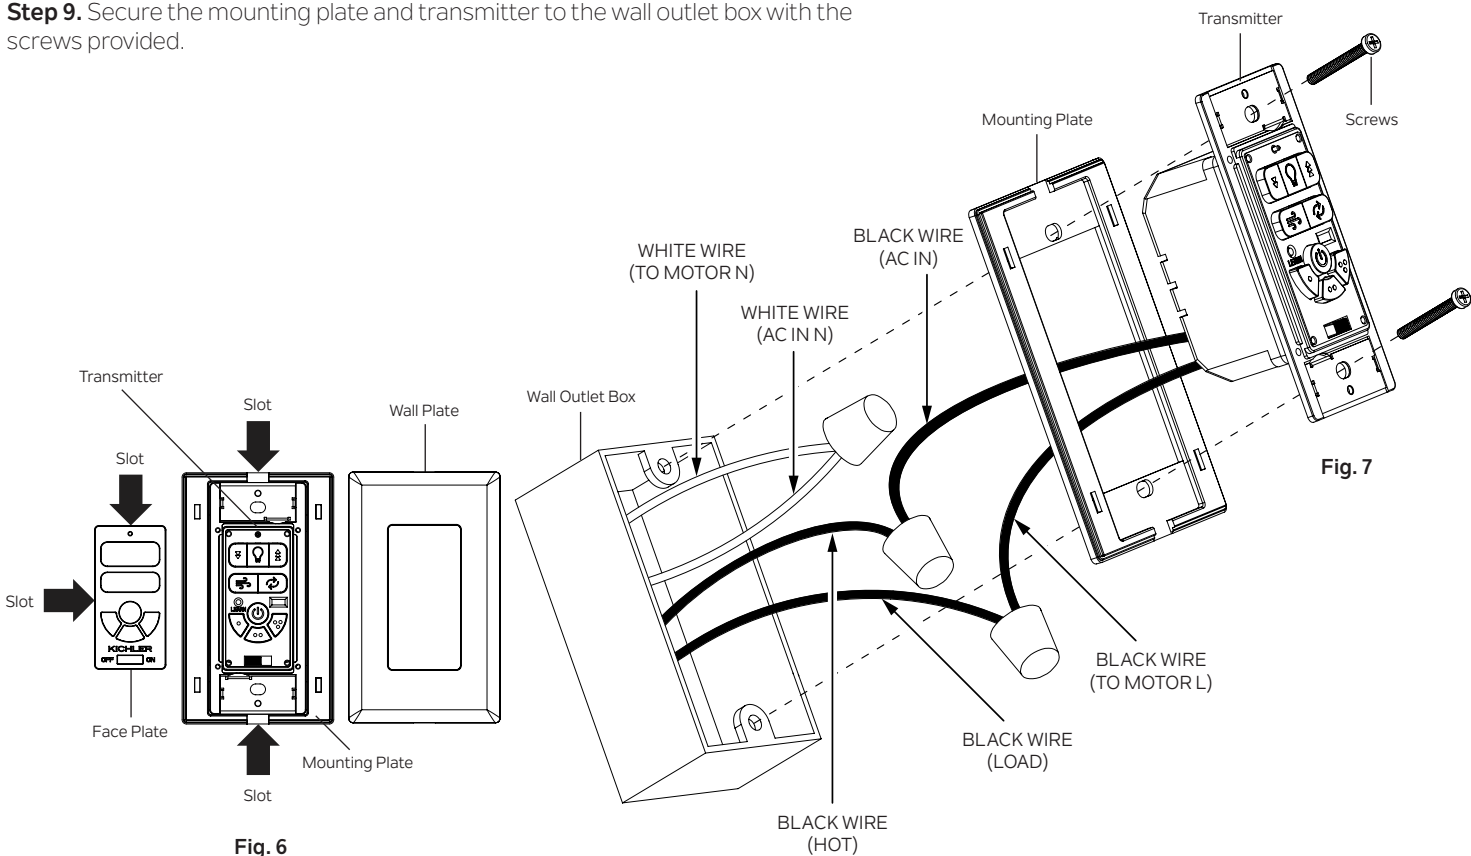 Step 9. Secure the mounting plate and transmitter to the wall outlet box with the
screws provided.
Transmitter
Screws
Mounting Plate
BLACK WIRE
(AC IN)
WHITE WIRE
(TO MOTOR N)
WHITE WIRE
(AC IN N)
LEARN
Wall Outlet Box
Fig. 7
BLACK WIRE
(TO MOTOR L)
BLACK WIRE
(LOAD)
BLACK WIRE
(HOT)
Transmitter
Slot
Wall Plate
Slot
Slot
LEARN
KICHLER
OFF ON
Face Plate
Mounting Plate
Slot
Fig. 6